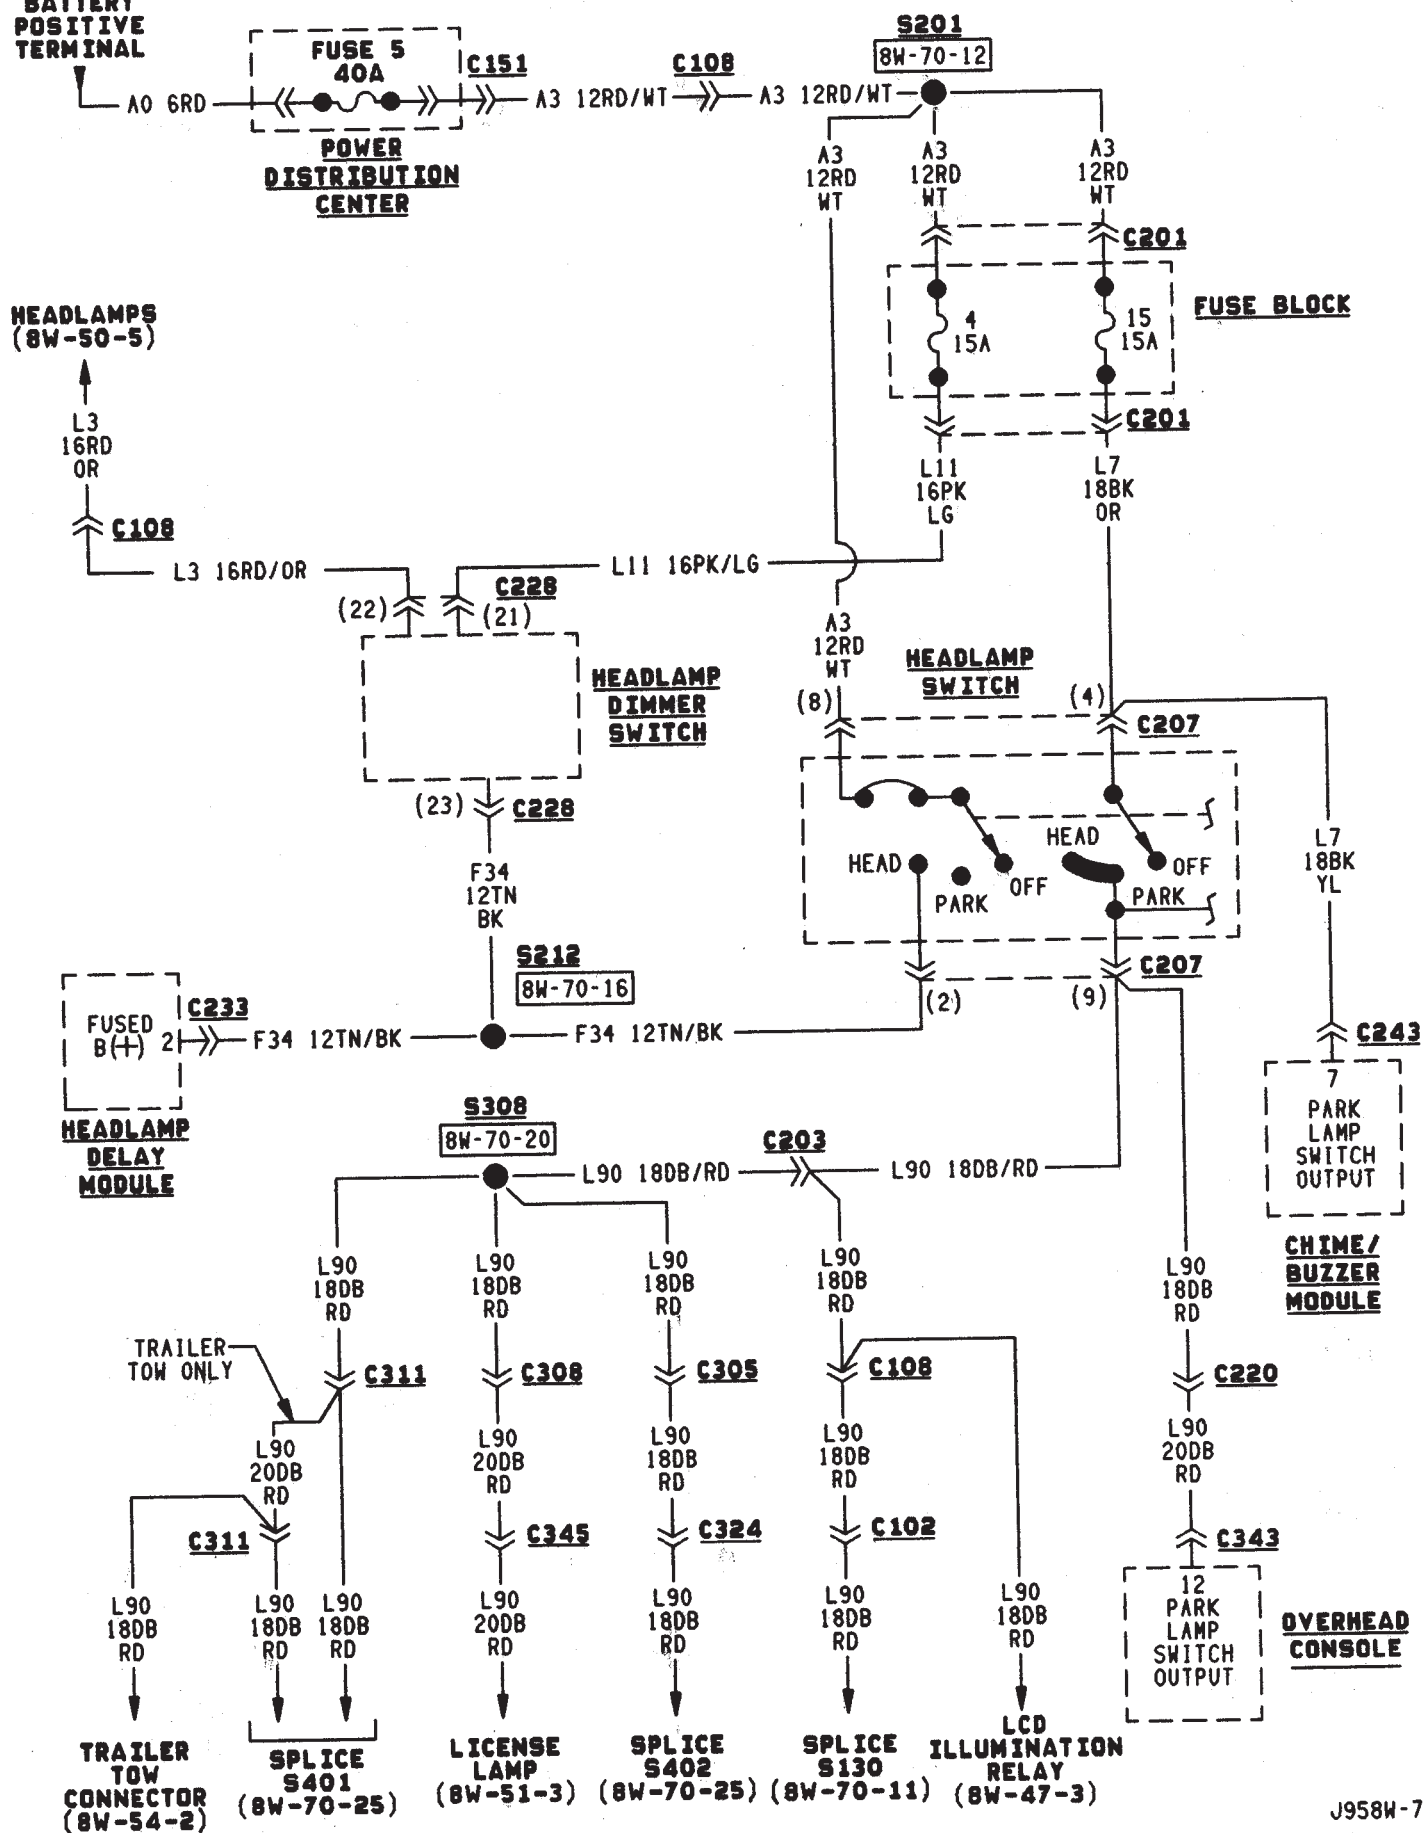 BATTERY
POSITIVE
TERMINAL
A0 6RD
FUSE 5
40A
POWER
DISTRIBUTION
CENTER
C151
A3 12RD/WT
C108
A3 12RD/WT
S201
8W-70-12
A3
12RD
WT
A3
12RD
WT
A3
12RD
WT
C201
4
15A
15
15A
FUSE BLOCK
C201
L11
16PK
LG
L7
18BK
OR
HEADLAMPS
(8W-50-5)
L3
16RD
OR
C108
L3 16RD/OR
L11 16PK/LG
C228
(22)
(21)
HEADLAMP
DIMMER
SWITCH
(23)
C228
F34
12TN
BK
A3
12RD
WT
HEADLAMP
SWITCH
(8)
(4)
C207
HEAD
PARK
OFF
HEAD
OFF
PARK
C207
(2)
(9)
L7
18BK
YL
C243
7
PARK
LAMP
SWITCH
OUTPUT
CHIME/
BUZZER
MODULE
S212
8W-70-16
FUSED
B(+) 2
C233
F34 12TN/BK
F34 12TN/BK
HEADLAMP
DELAY
MODULE
S308
8W-70-20
L90 18DB/RD
C203
L90 18DB/RD
L90
18DB
RD
L90
18DB
RD
L90
18DB
RD
L90
18DB
RD
L90
18DB
RD
TRAILER
TOW ONLY
C311
C308
C305
C108
C220
L90
20DB
RD
L90
20DB
RD
L90
18DB
RD
L90
18DB
RD
L90
20DB
RD
C311
C345
C324
C102
C343
L90
18DB
RD
L90
18DB
RD
L90
18DB
RD
L90
20DB
RD
L90
18DB
RD
L90
18DB
RD
L90
18DB
RD
12
PARK
LAMP
SWITCH
OUTPUT
OVERHEAD
CONSOLE
TRAILER
TOW
CONNECTOR
(8W-54-2)
SPLICE
S401
(8W-70-25)
LICENSE
LAMP
(8W-51-3)
SPLICE
S402
(8W-70-25)
SPLICE
S130
(8W-70-11)
LCD
ILLUMINATION
RELAY
(8W-47-3)
J958W-7